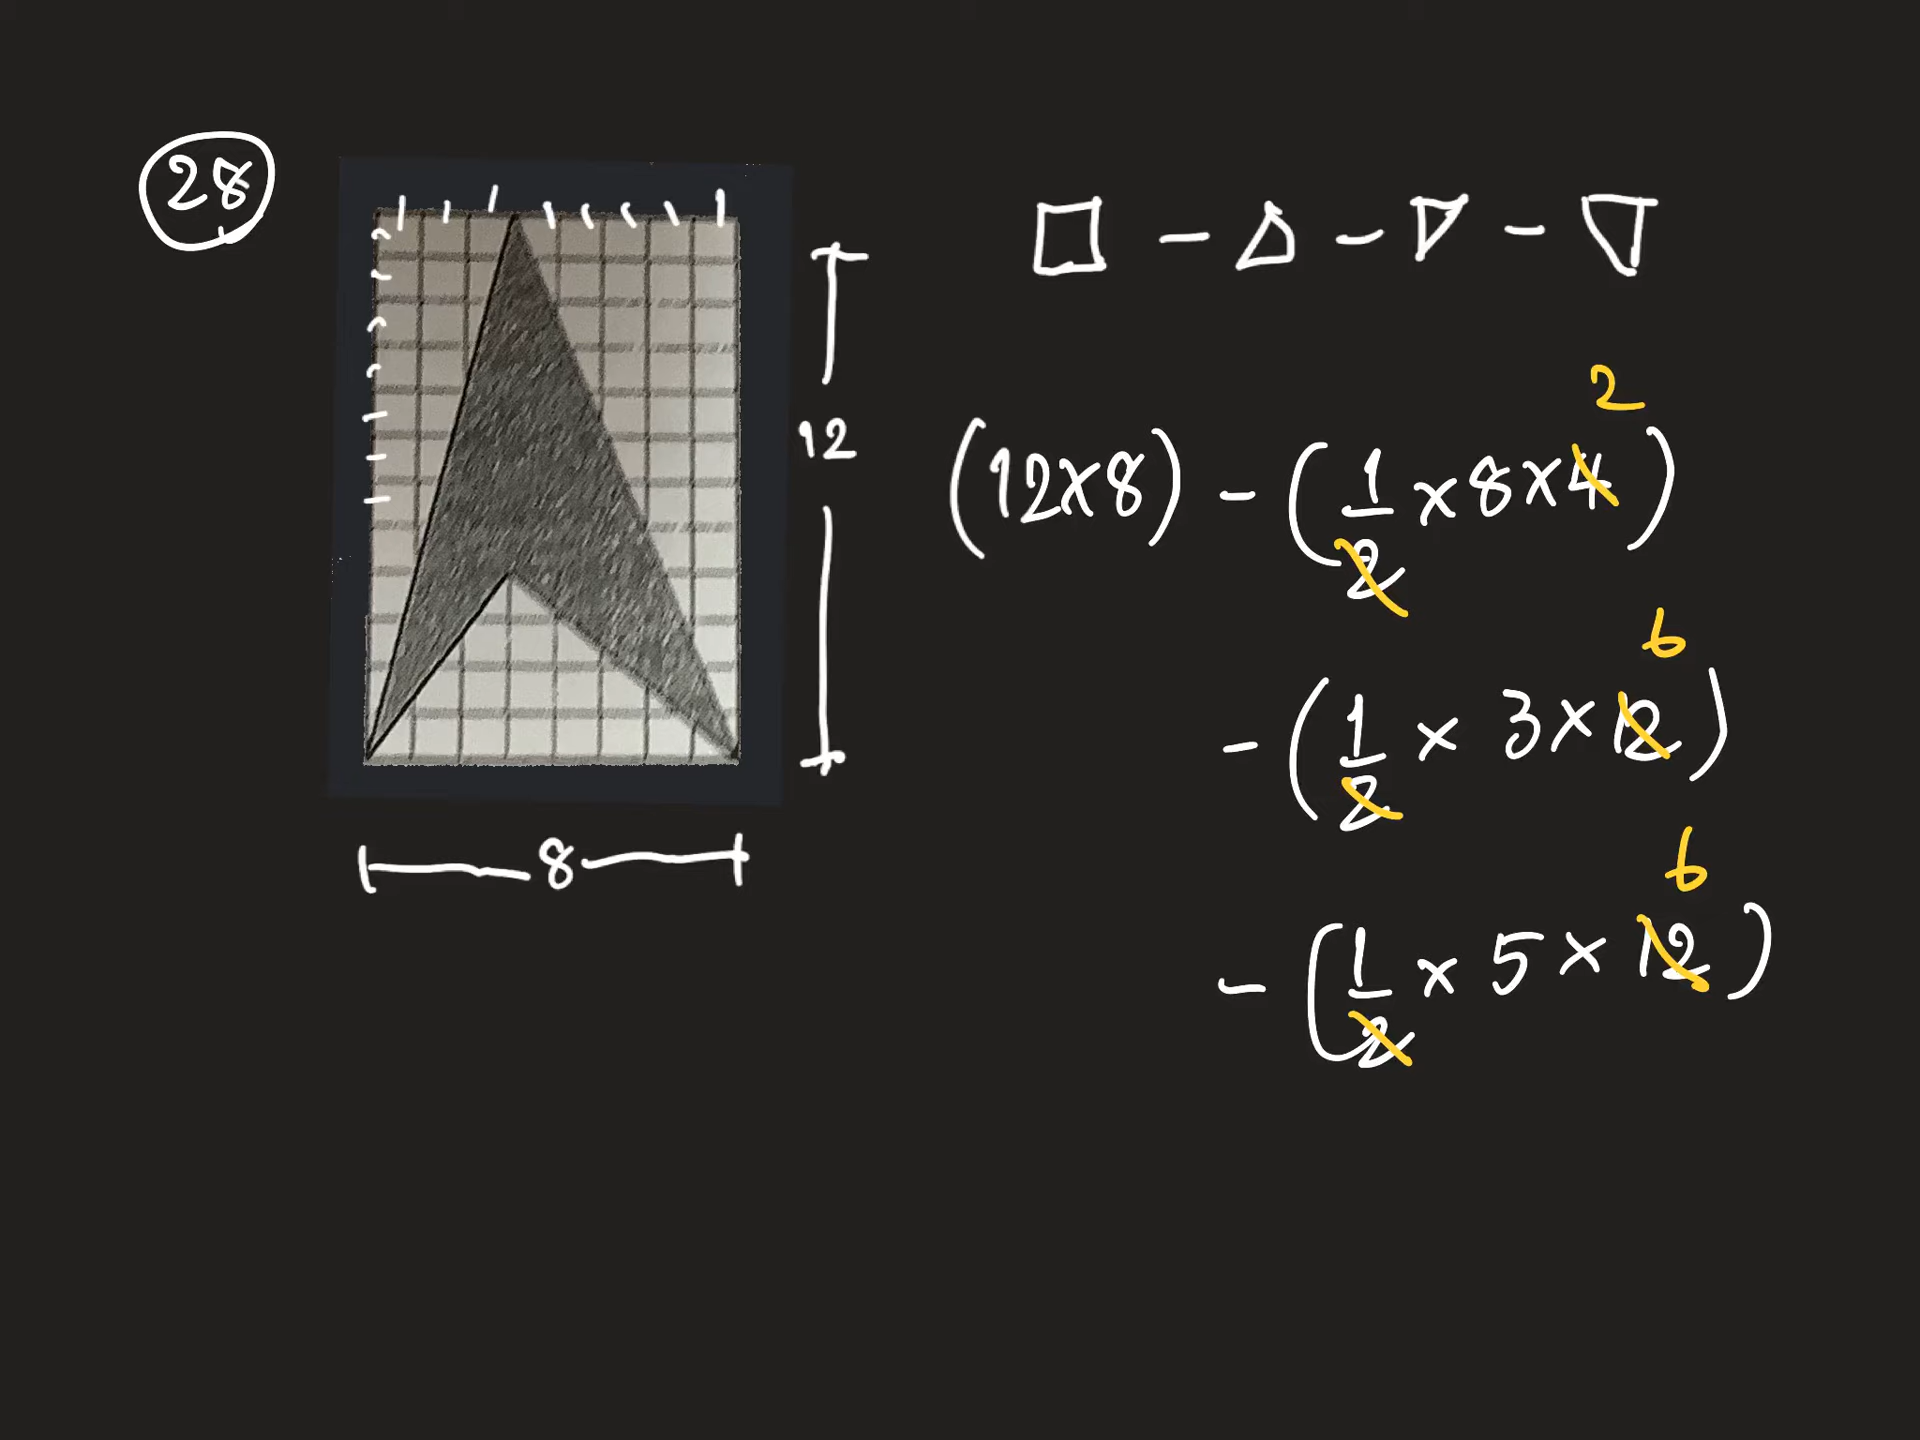 28
□ - △ - ▽ - ▽
12
(12×8) - (1/2 × 8 × 4) 2
- (1/2 × 3 × 12) 6
- (1/2 × 5 × 12) 6
8